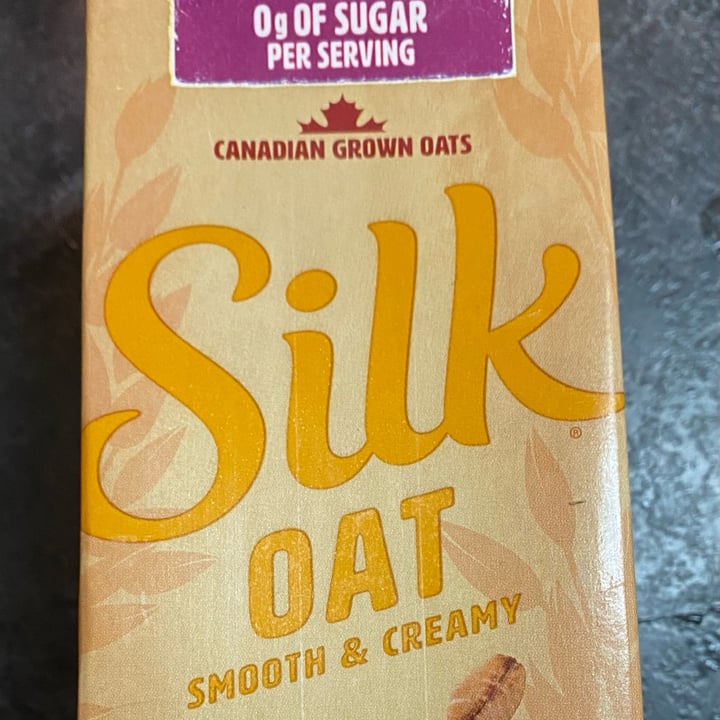 0g OF SUGAR
PER SERVING
CANADIAN GROWN OATS
Silk®
OAT
SMOOTH & CREAMY